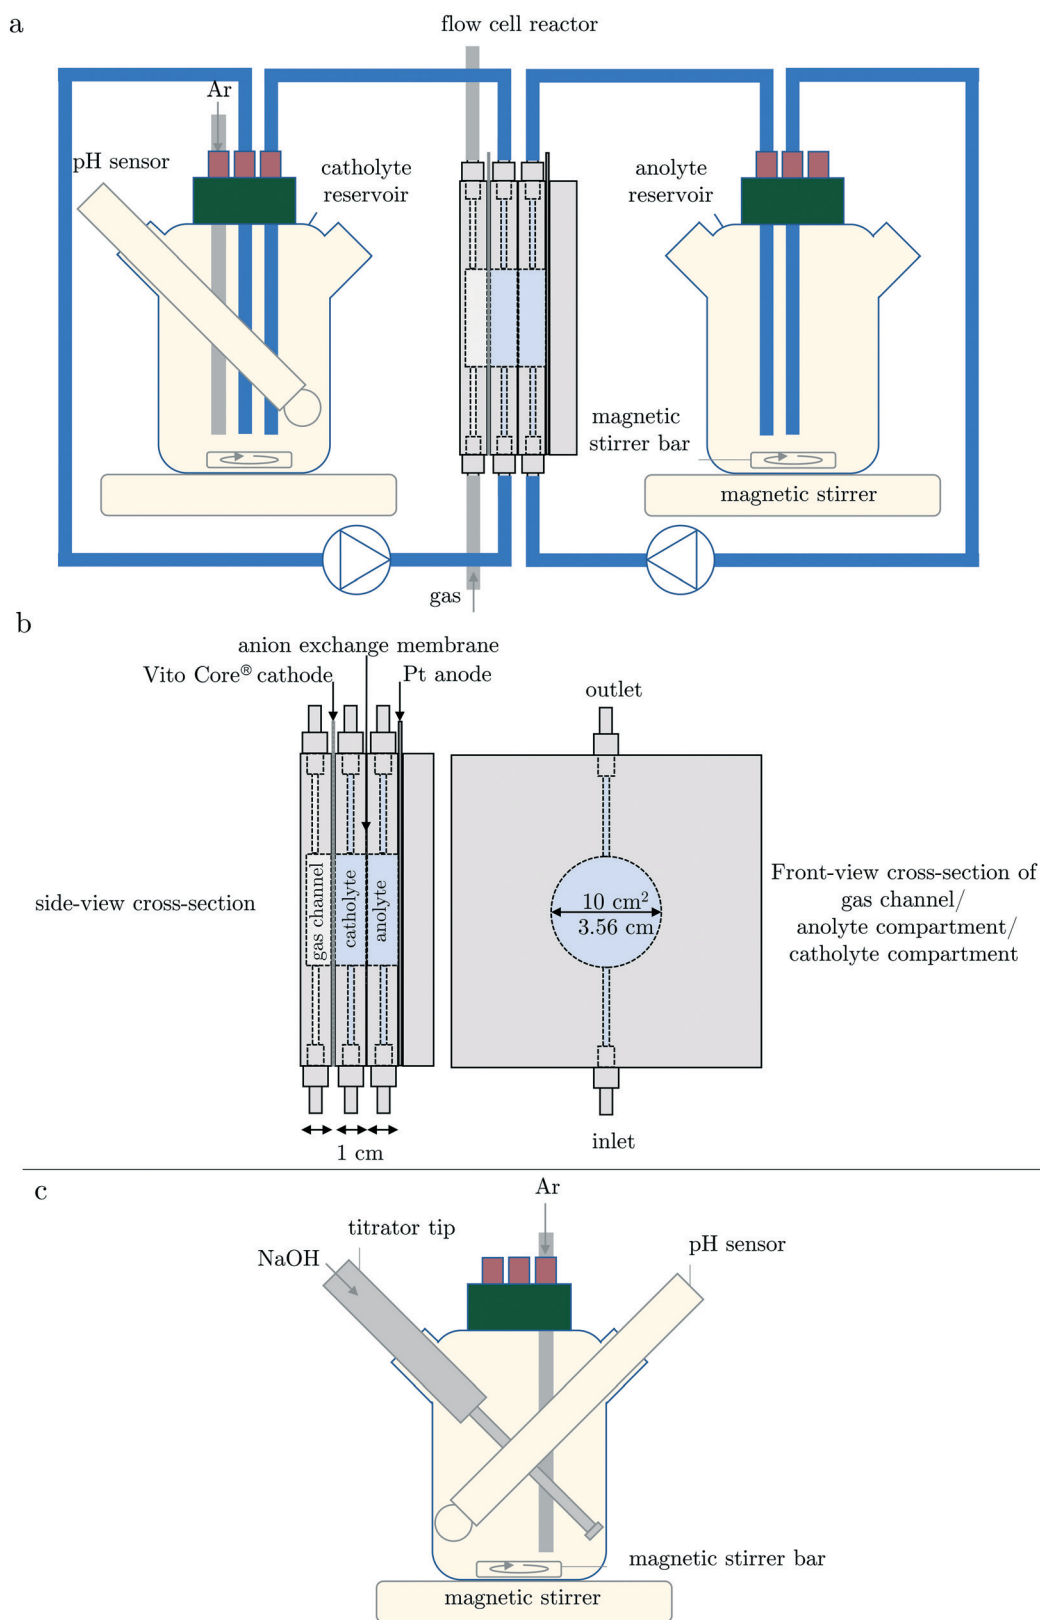 a
flow cell reactor
Ar
pH sensor
catholyte
reservoir
anolyte
reservoir
magnetic
stirrer bar
magnetic stirrer
gas
b
anion exchange membrane
Vito Core® cathode
Pt anode
outlet
side-view cross-section
gas channel
catholyte
anolyte
10 cm²
3.56 cm
Front-view cross-section of
gas channel/
anolyte compartment/
catholyte compartment
1 cm
inlet
c
Ar
titrator tip
NaOH
pH sensor
magnetic stirrer bar
magnetic stirrer